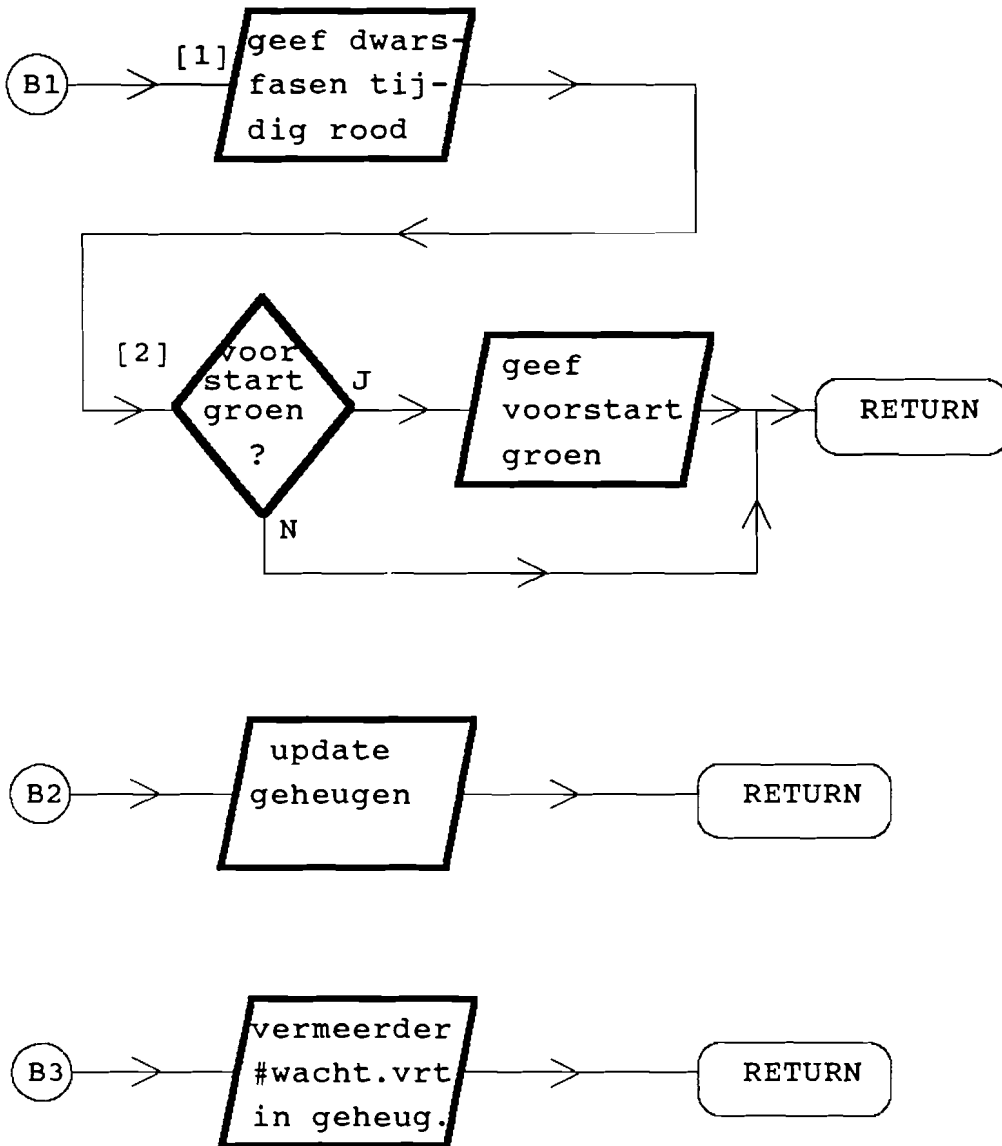 B1
[1]
geef dwars-
fasen tij-
dig rood
[2]
voor
start
groen
?
J
N
geef
voorstart
groen
RETURN
B2
update
geheugen
RETURN
B3
vermeerder
#wacht.vrt
in geheug.
RETURN